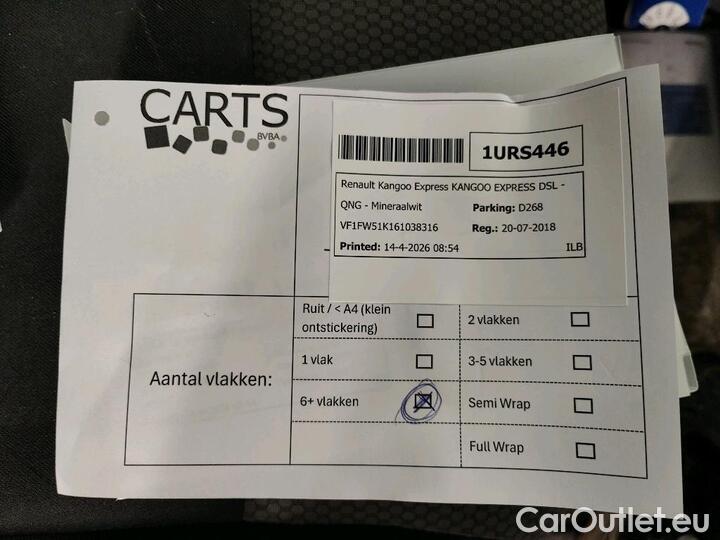 CARTS
BVBA
1URS446
Renault Kangoo Express KANGOO EXPRESS DSL -
QNG - Mineraalwit
Parking: D268
VF1FW51K161038316
Reg.: 20-07-2018
Printed: 14-4-2026 08:54
ILB
Aantal vlakken:
Ruit / < A4 (klein
ontstickering)
2 vlakken
1 vlak
3-5 vlakken
6+ vlakken
Semi Wrap
Full Wrap
CarOutlet.eu